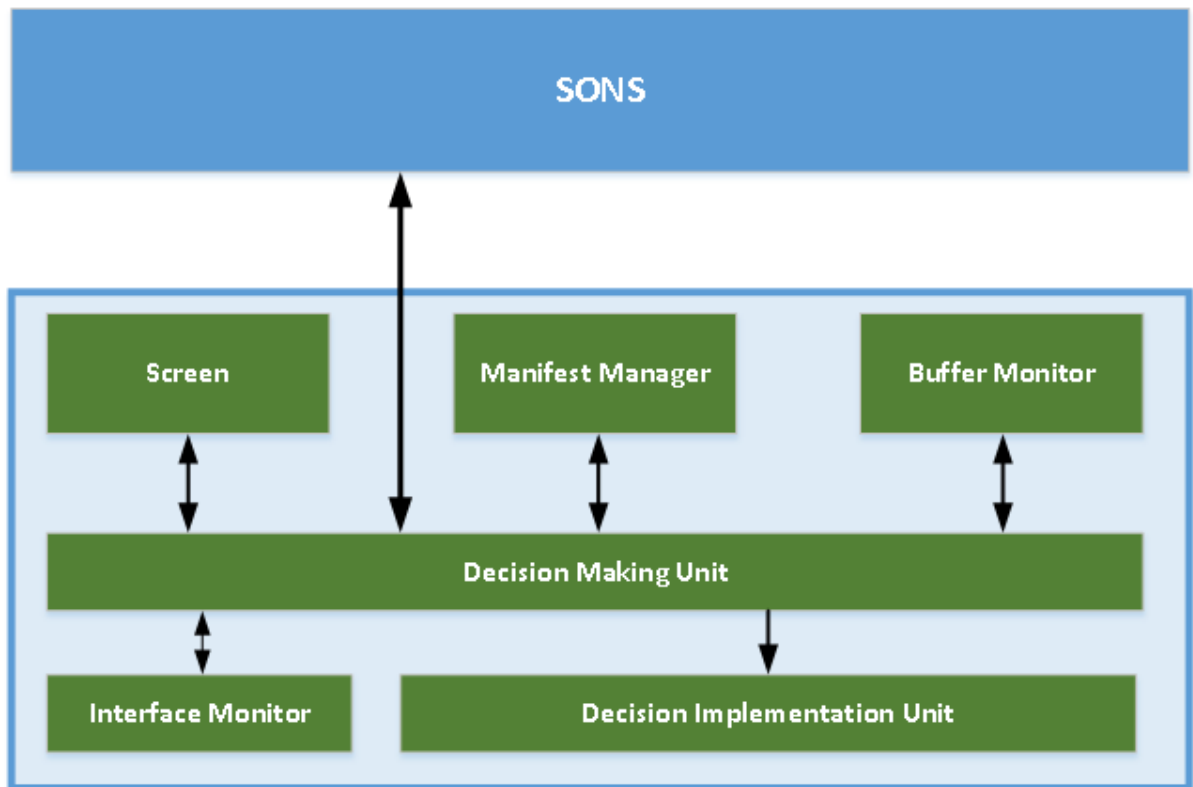 SONS
Screen
Manifest Manager
Buffer Monitor
Decision Making Unit
Interface Monitor
Decision Implementation Unit